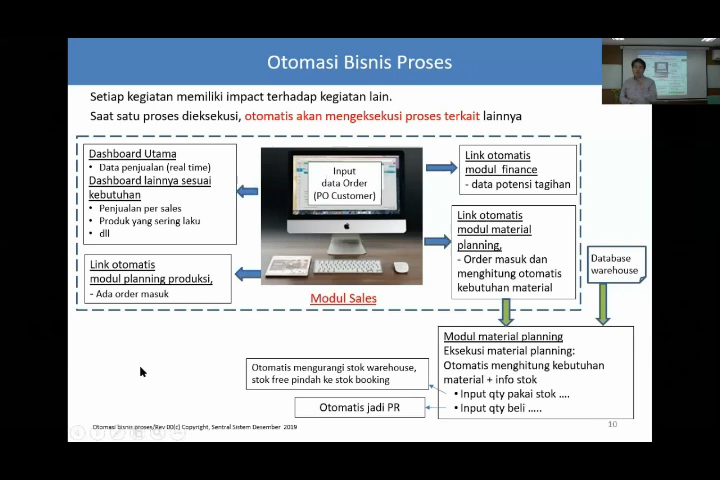 Otomasi Bisnis Proses
Setiap kegiatan memiliki impact terhadap kegiatan lain.
Saat satu proses dieksekusi, otomatis akan mengeksekusi proses terkait lainnya
Dashboard Utama
• Data penjualan (real time)
Dashboard lainnya sesuai
kebutuhan
• Penjualan per sales
• Produk yang sering laku
• dll
Link otomatis
modul planning produksi,
- Ada order masuk
Input
data Order
(PO Customer)
Modul Sales
Link otomatis
modul finance
- data potensi tagihan
Link otomatis
modul material
planning,
- Order masuk dan
menghitung otomatis
kebutuhan material
Database
warehouse
Modul material planning
Eksekusi material planning:
Otomatis menghitung kebutuhan
material + info stok
• Input qty pakai stok ....
• Input qty beli .....
Otomatis mengurangi stok warehouse,
stok free pindah ke stok booking
Otomatis jadi PR
Otomasi bisnis proses/Rev 00(c) Copyright, Sentral Sistem Desember 2019
10